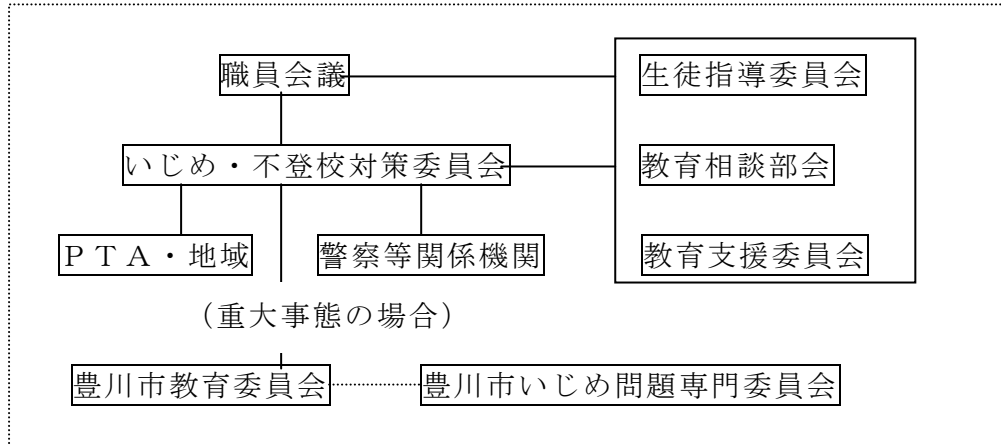 職員会議 生徒指導委員会
いじめ・不登校対策委員会 教育相談部会
ＰＴＡ・地域 警察等関係機関 教育支援委員会
（重大事態の場合）
豊川市教育委員会 豊川市いじめ問題専門委員会